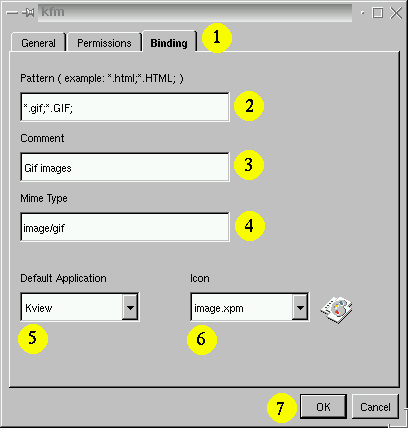 kfm
General Permissions Binding 1
Pattern ( example: *.html;*.HTML; )
*.gif;*.GIF; 2
Comment
Gif images 3
Mime Type
image/gif 4
Default Application Icon
Kview image.xpm
5 6
7 OK Cancel